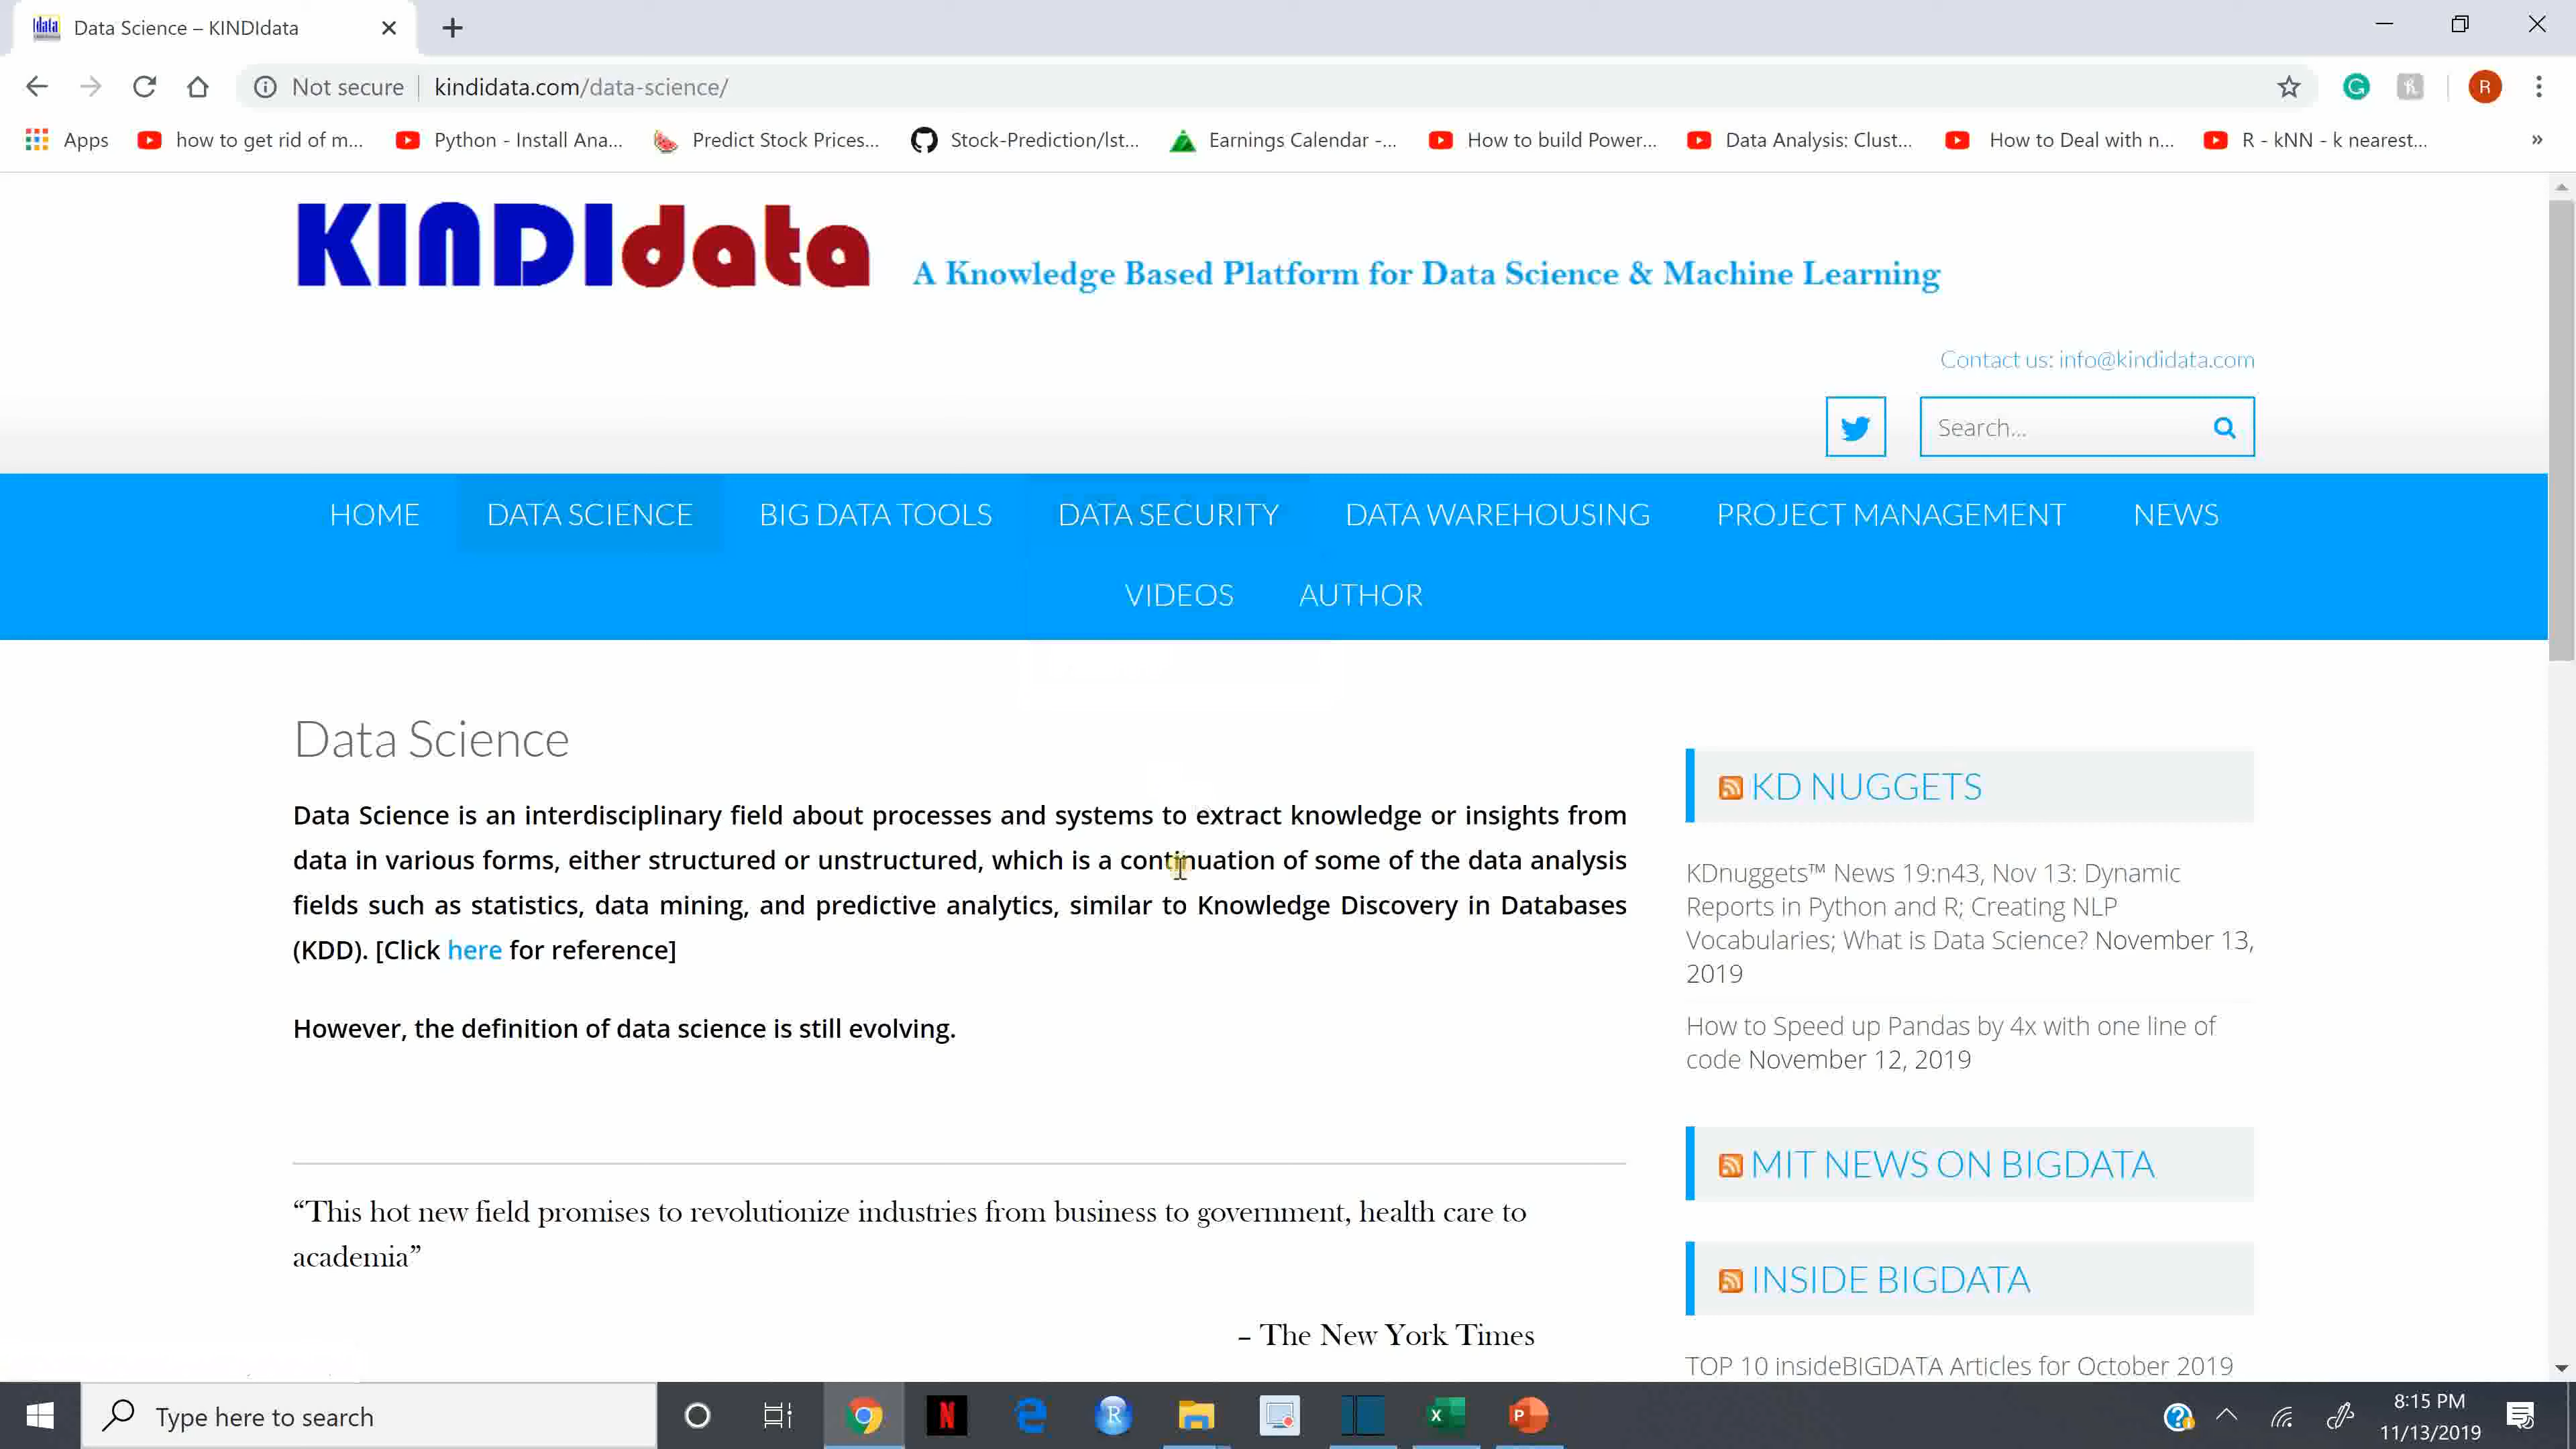 Data Science – KINDIdata
Not secure kindidata.com/data-science/
R
Apps how to get rid of m... Python - Install Ana... Predict Stock Prices... Stock-Prediction/lst... Earnings Calendar -... How to build Power... Data Analysis: Clust... How to Deal with n... R - kNN - k nearest... »
KINDIdata
A Knowledge Based Platform for Data Science & Machine Learning
Contact us: info@kindidata.com
Search...
HOME DATA SCIENCE BIG DATA TOOLS DATA SECURITY DATA WAREHOUSING PROJECT MANAGEMENT NEWS
VIDEOS AUTHOR
Data Science
Data Science is an interdisciplinary field about processes and systems to extract knowledge or insights from
data in various forms, either structured or unstructured, which is a continuation of some of the data analysis
fields such as statistics, data mining, and predictive analytics, similar to Knowledge Discovery in Databases
(KDD). [Click here for reference]
However, the definition of data science is still evolving.
“This hot new field promises to revolutionize industries from business to government, health care to
academia”
– The New York Times
KD NUGGETS
KDnuggets™ News 19:n43, Nov 13: Dynamic
Reports in Python and R; Creating NLP
Vocabularies; What is Data Science? November 13,
2019
How to Speed up Pandas by 4x with one line of
code November 12, 2019
MIT NEWS ON BIGDATA
INSIDE BIGDATA
TOP 10 insideBIGDATA Articles for October 2019
Type here to search
8:15 PM
11/13/2019